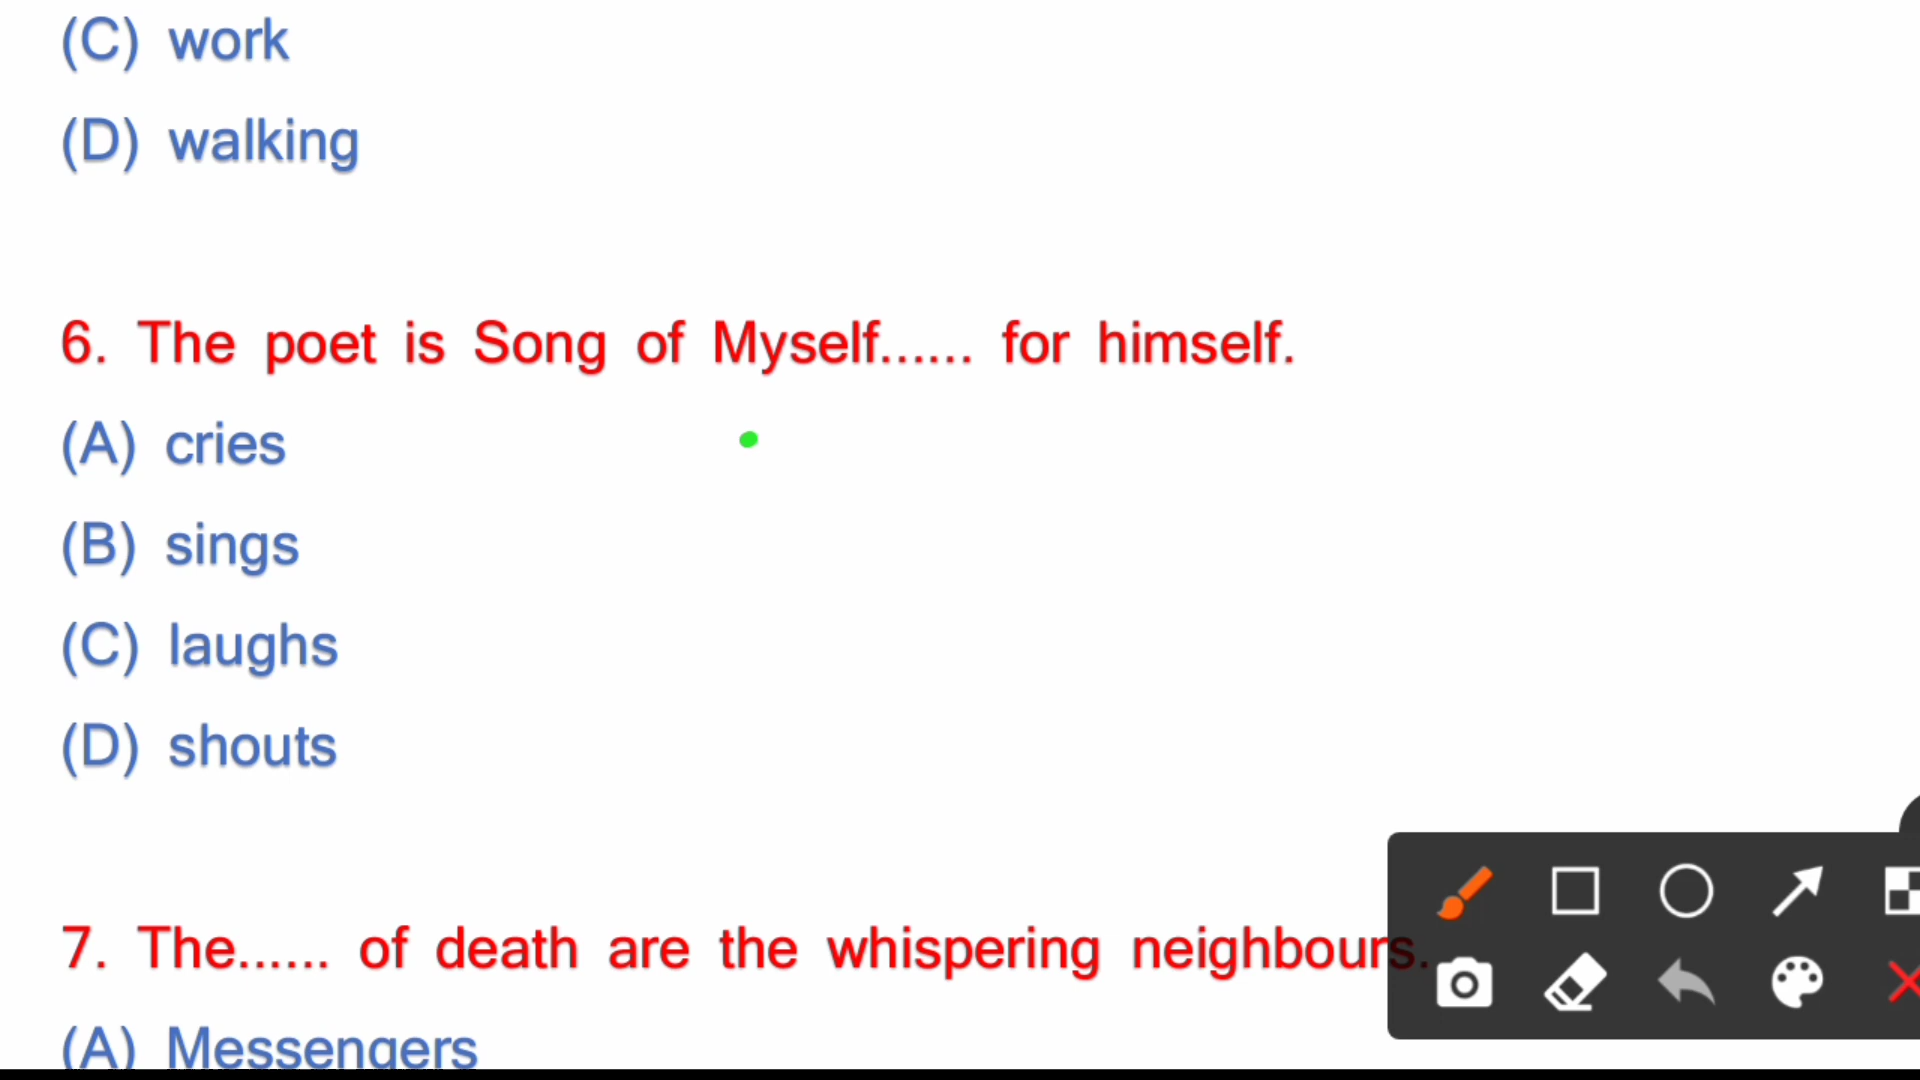 (C) work
(D) walking
6. The poet is Song of Myself...... for himself.
(A) cries
(B) sings
(C) laughs
(D) shouts
7. The...... of death are the whispering neighbours.
(A) Messengers